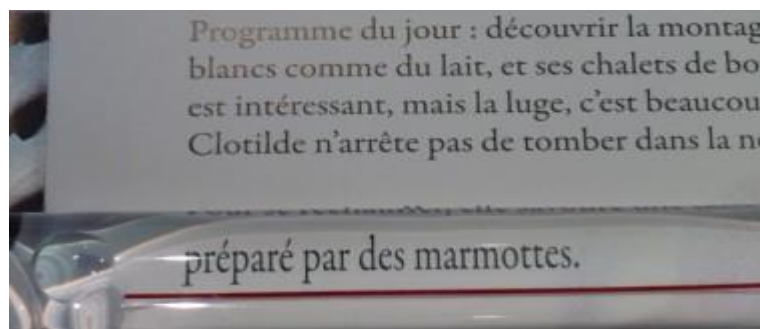 Programme du jour : découvrir la montag
blancs comme du lait, et ses chalets de bo
est intéressant, mais la luge, c'est beaucou
Clotilde n'arrête pas de tomber dans la ne
préparé par des marmottes.